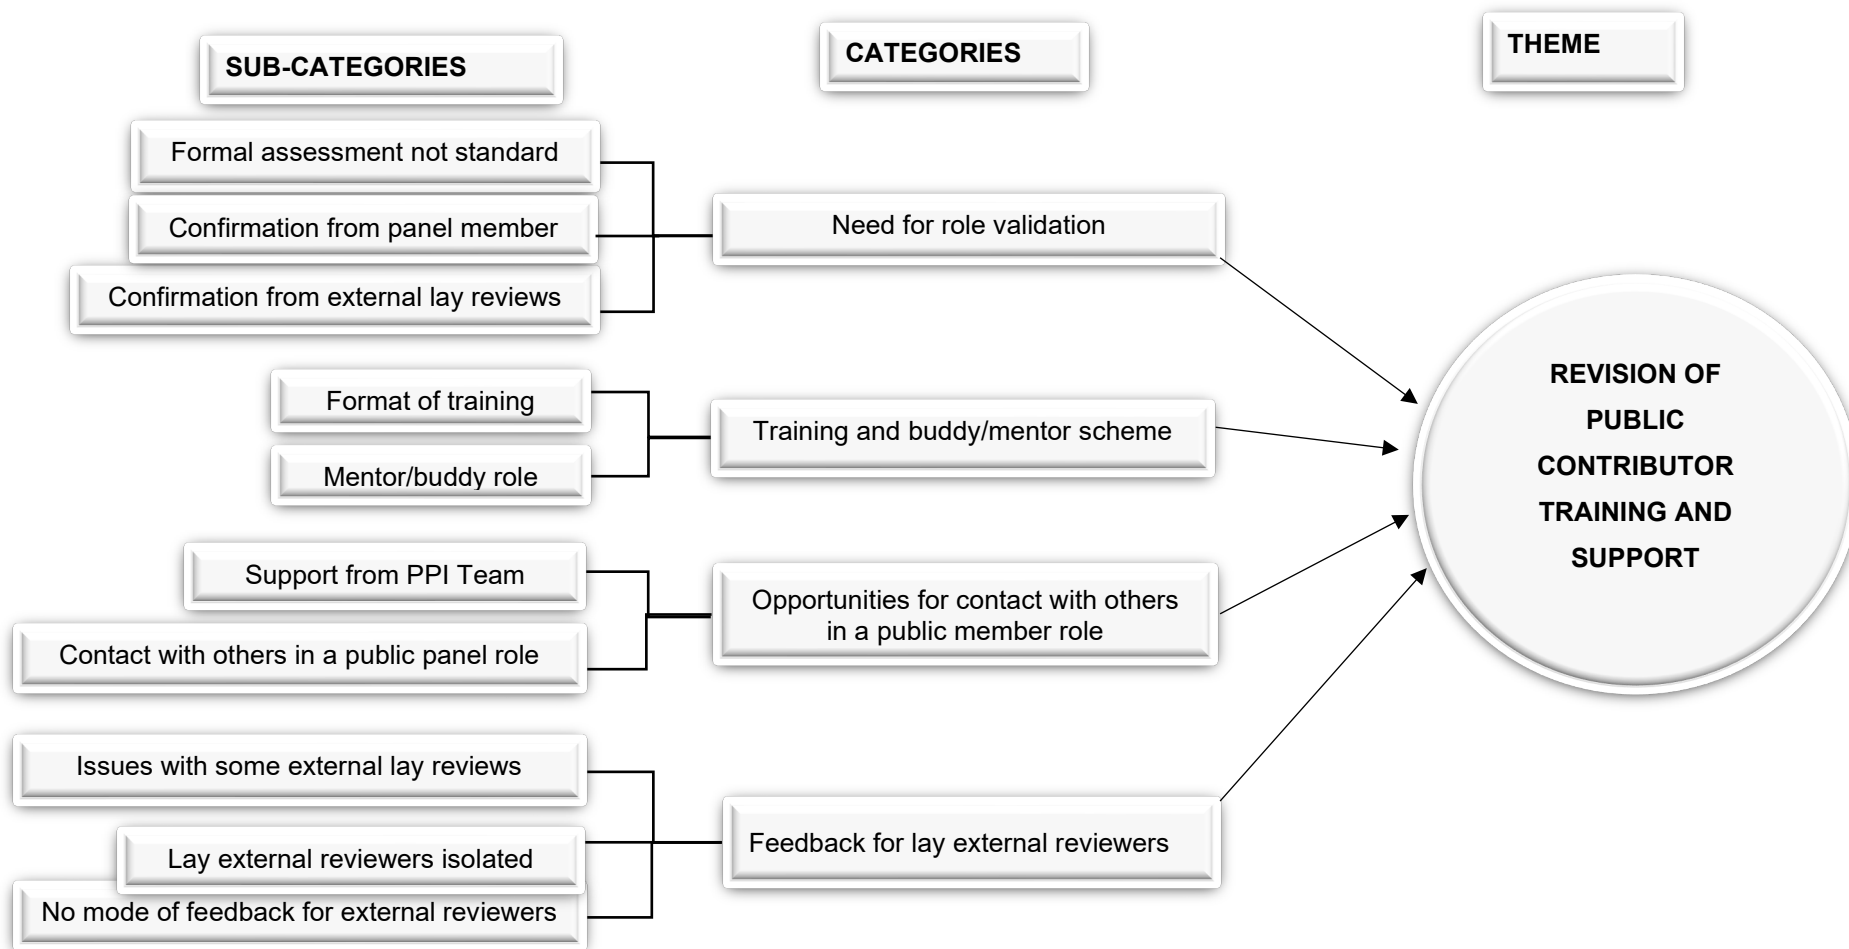 SUB-CATEGORIES
CATEGORIES
THEME
Formal assessment not standard
Confirmation from panel member
Confirmation from external lay reviews
Need for role validation
Format of training
Mentor/buddy role
Training and buddy/mentor scheme
Support from PPI Team
Contact with others in a public panel role
Opportunities for contact with others
in a public member role
Issues with some external lay reviews
Lay external reviewers isolated
No mode of feedback for external reviewers
Feedback for lay external reviewers
REVISION OF
PUBLIC
CONTRIBUTOR
TRAINING AND
SUPPORT